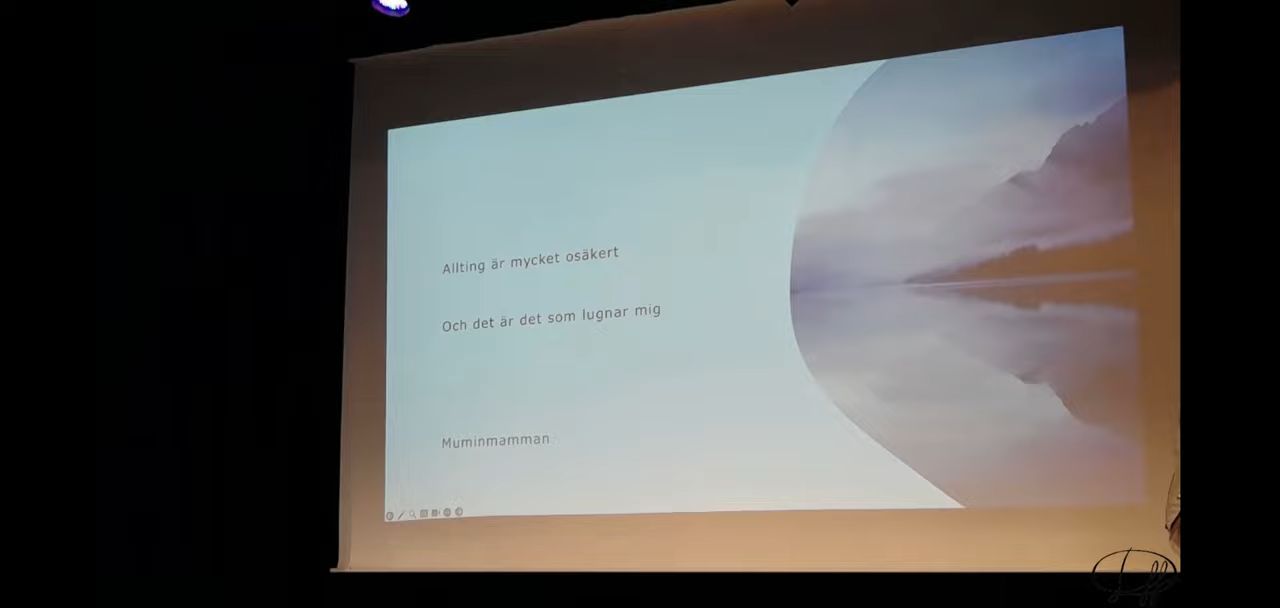 Allting är mycket osäkert
Och det är det som lugnar mig
Muminmamman